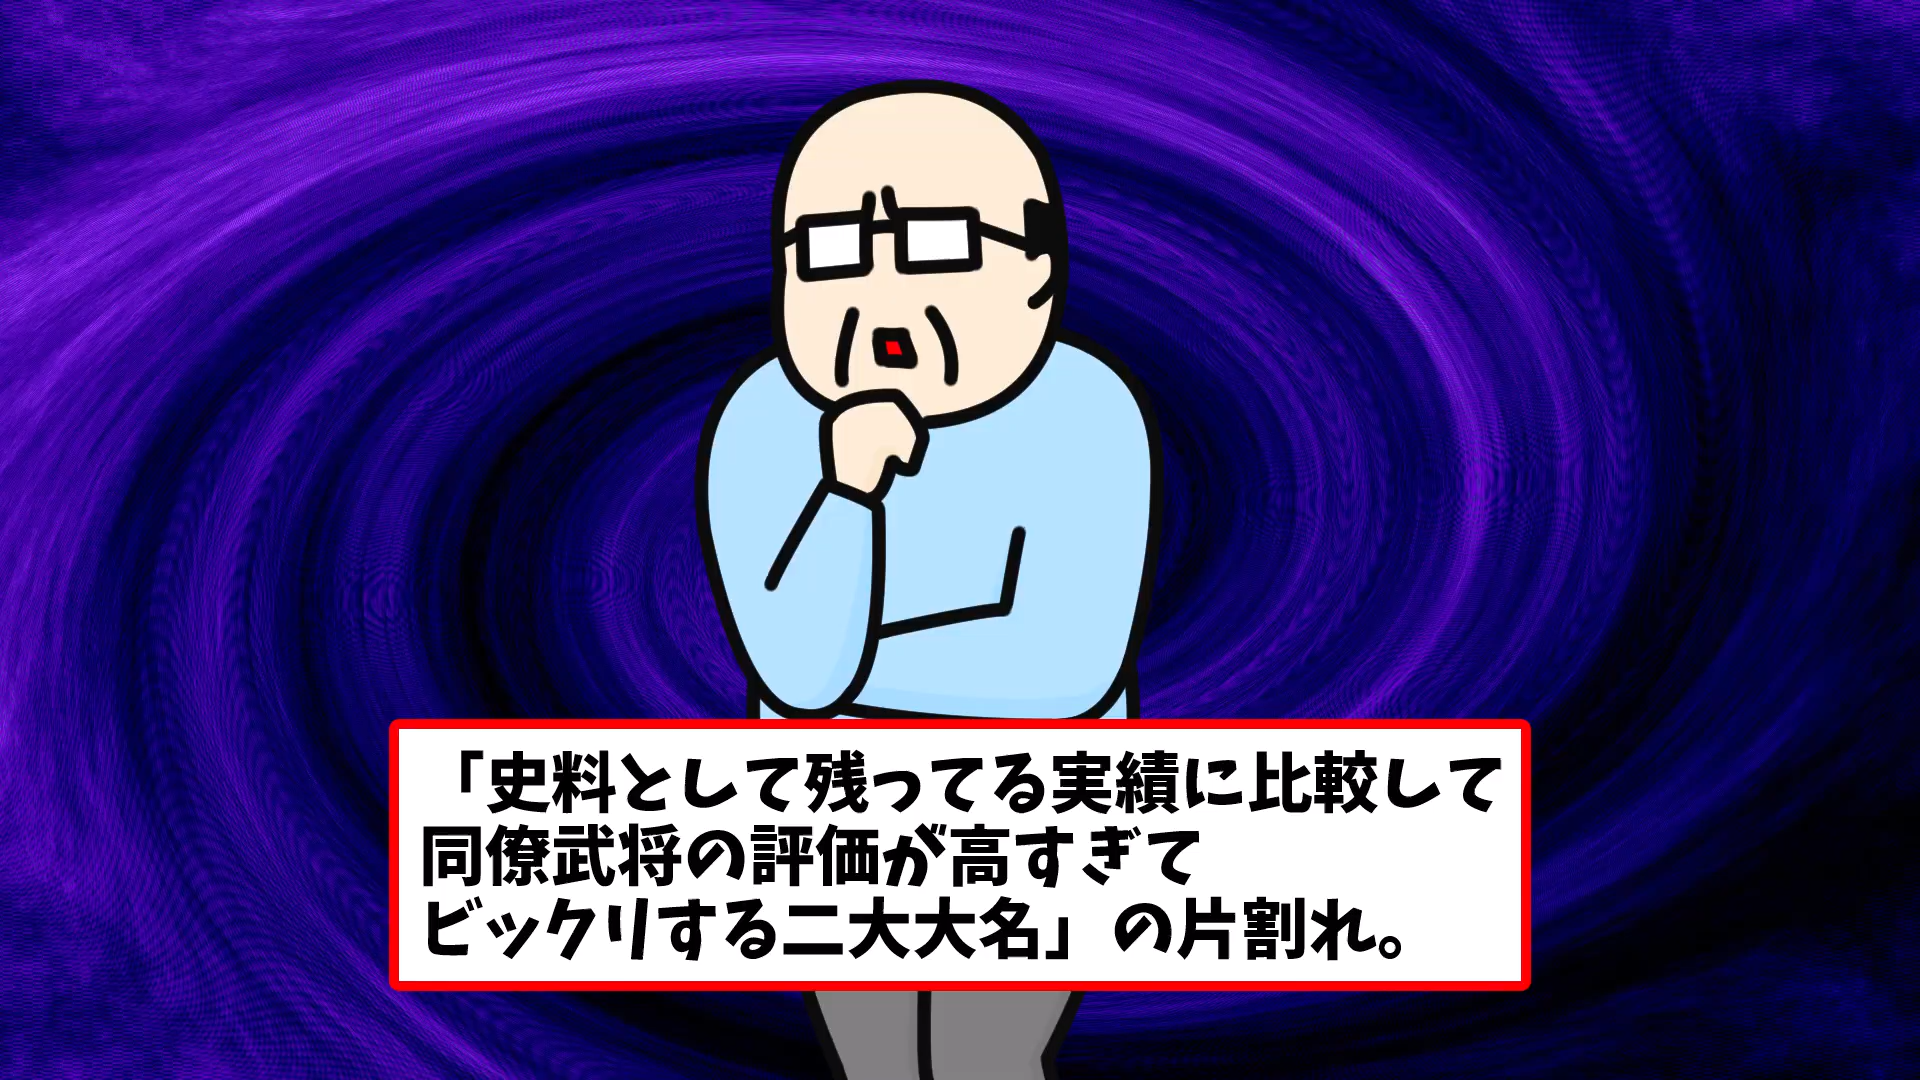 「史料として残ってる実績に比較して
同僚武将の評価が高すぎて
ビックリする二大大名」の片割れ。